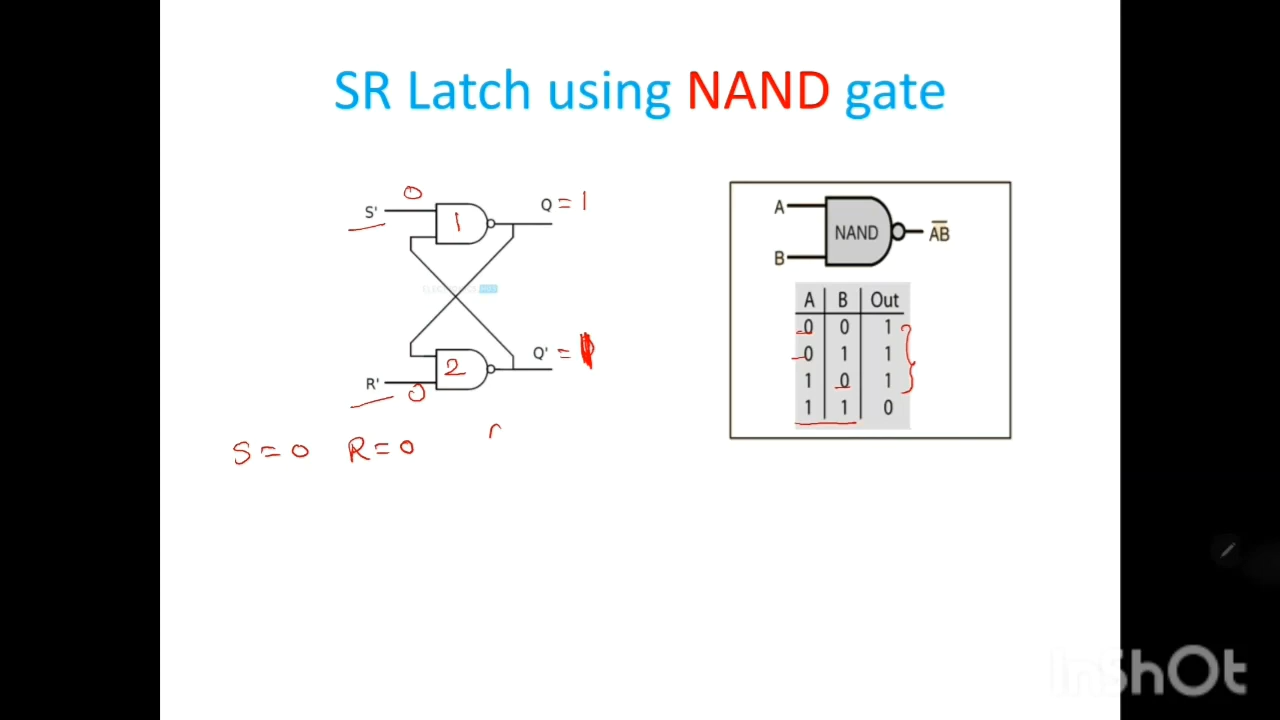 SR Latch using NAND gate
0
S' 1 Q = 1
2 Q' =
R' 0
S = 0 R = 0
A NAND AB
B
A B Out
0 0 1
0 1 1
1 0 1
1 1 0
InShOt